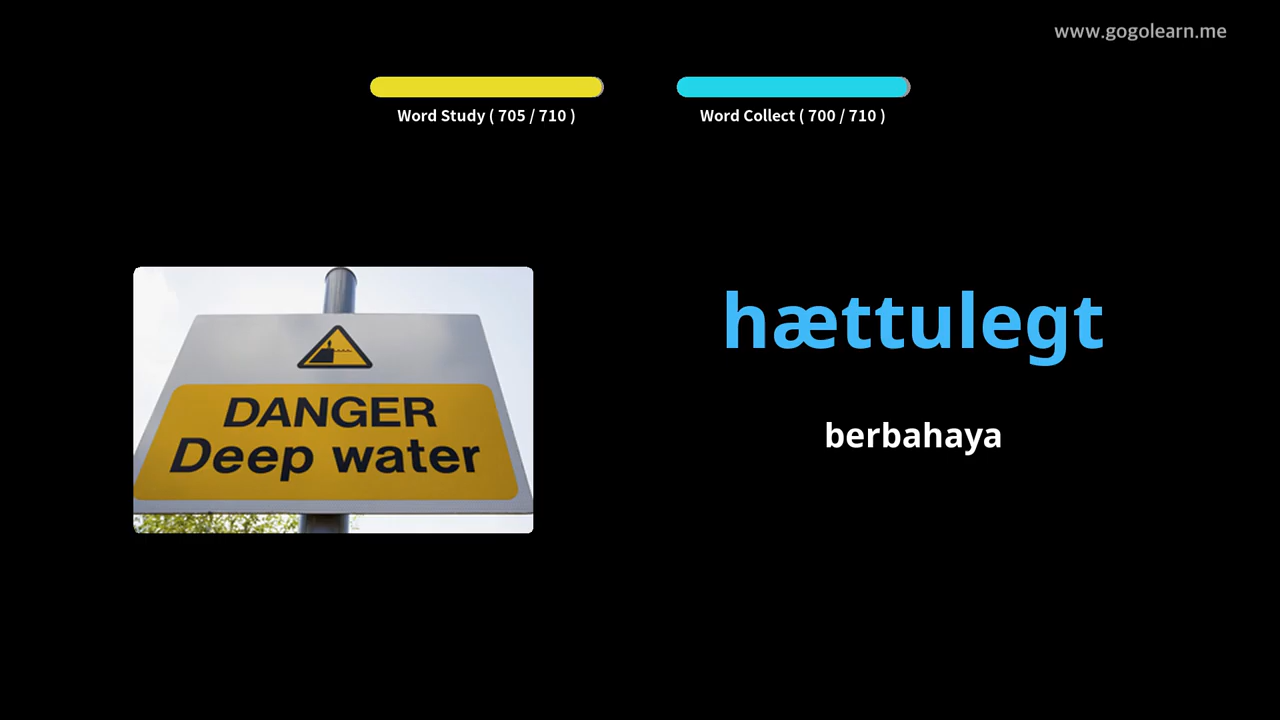 www.gogolearn.me
Word Study ( 705 / 710 )
Word Collect ( 700 / 710 )
DANGER
Deep water
hættulegt
berbahaya